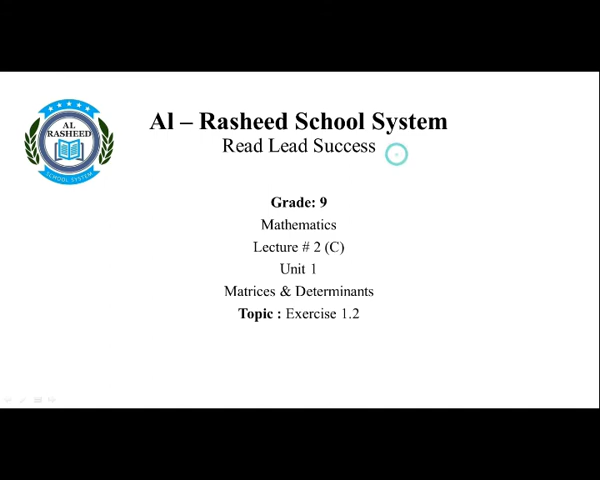 AL
RASHEED
SCHOOL SYSTEM
Al – Rasheed School System
Read Lead Success
Grade: 9
Mathematics
Lecture # 2 (C)
Unit 1
Matrices & Determinants
Topic : Exercise 1.2